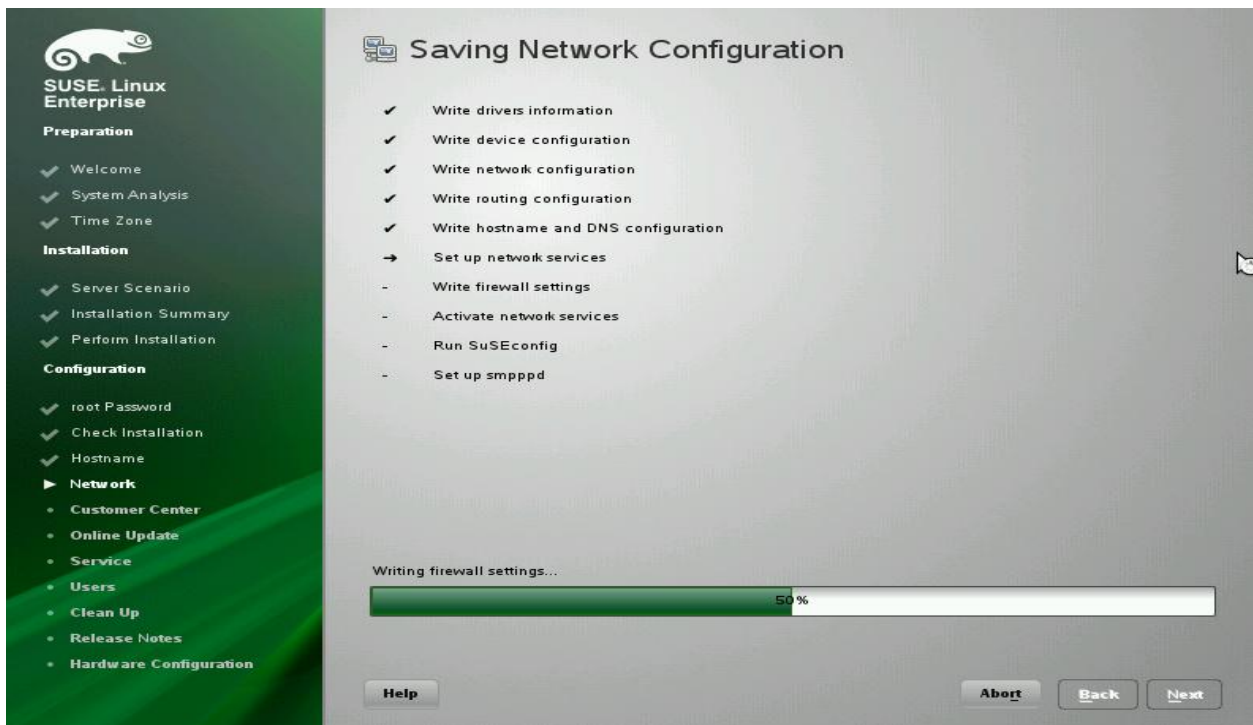 SUSE. Linux
Enterprise
Preparation
Welcome
System Analysis
Time Zone
Installation
Server Scenario
Installation Summary
Perform Installation
Configuration
root Password
Check Installation
Hostname
Network
Customer Center
Online Update
Service
Users
Clean Up
Release Notes
Hardware Configuration
Saving Network Configuration
Write drivers information
Write device configuration
Write network configuration
Write routing configuration
Write hostname and DNS configuration
Set up network services
- Write firewall settings
- Activate network services
- Run SuSEconfig
- Set up smpppd
Writing firewall settings...
50%
Help
Abort
Back
Next